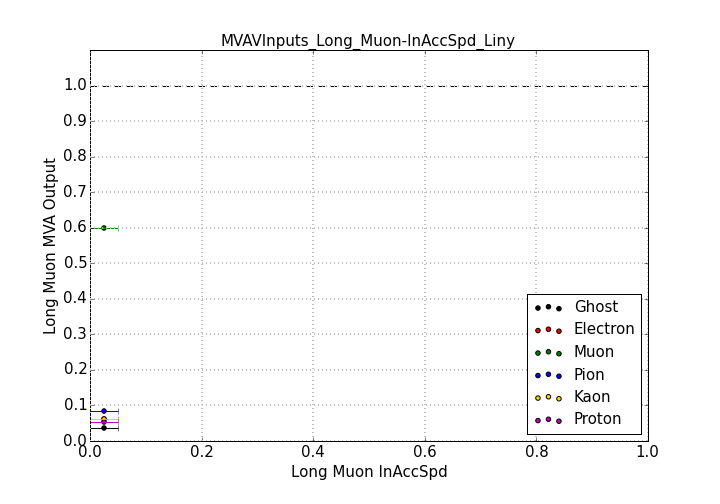 MVAVInputs_Long_Muon-InAccSpd_Liny
1.0
0.9
0.8
0.7
0.6
0.5
0.4
0.3
0.2
0.1
0.0
Long Muon MVA Output
Ghost
Electron
Muon
Pion
Kaon
Proton
0.0 0.2 0.4 0.6 0.8 1.0
Long Muon InAccSpd